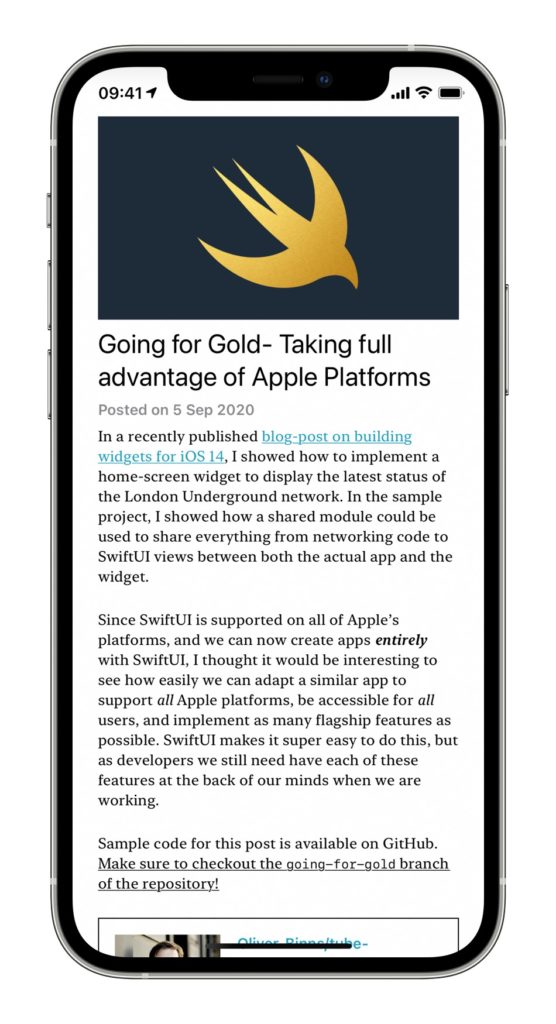 09:41
Going for Gold- Taking full
advantage of Apple Platforms
Posted on 5 Sep 2020
In a recently published blog-post on building
widgets for iOS 14, I showed how to implement a
home-screen widget to display the latest status of
the London Underground network. In the sample
project, I showed how a shared module could be
used to share everything from networking code to
SwiftUI views between both the actual app and the
widget.
Since SwiftUI is supported on all of Apple’s
platforms, and we can now create apps entirely
with SwiftUI, I thought it would be interesting to
see how easily we can adapt a similar app to
support all Apple platforms, be accessible for all
users, and implement as many flagship features as
possible. SwiftUI makes it super easy to do this, but
as developers we still need have each of these
features at the back of our minds when we are
working.
Sample code for this post is available on GitHub.
Make sure to checkout the going-for-gold branch
of the repository!
Oliver-Binns/tube-